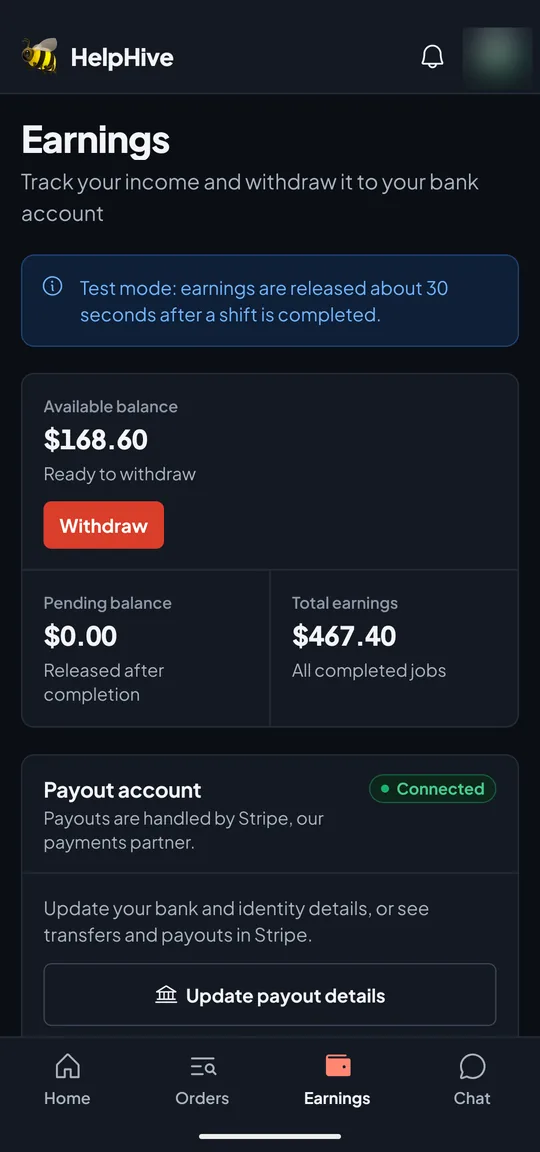 HelpHive
Earnings
Track your income and withdraw it to your bank
account
Test mode: earnings are released about 30
seconds after a shift is completed.
Available balance
$168.60
Ready to withdraw
Withdraw
Pending balance
$0.00
Released after
completion
Total earnings
$467.40
All completed jobs
Payout account
Connected
Payouts are handled by Stripe, our
payments partner.
Update your bank and identity details, or see
transfers and payouts in Stripe.
Update payout details
Home
Orders
Earnings
Chat